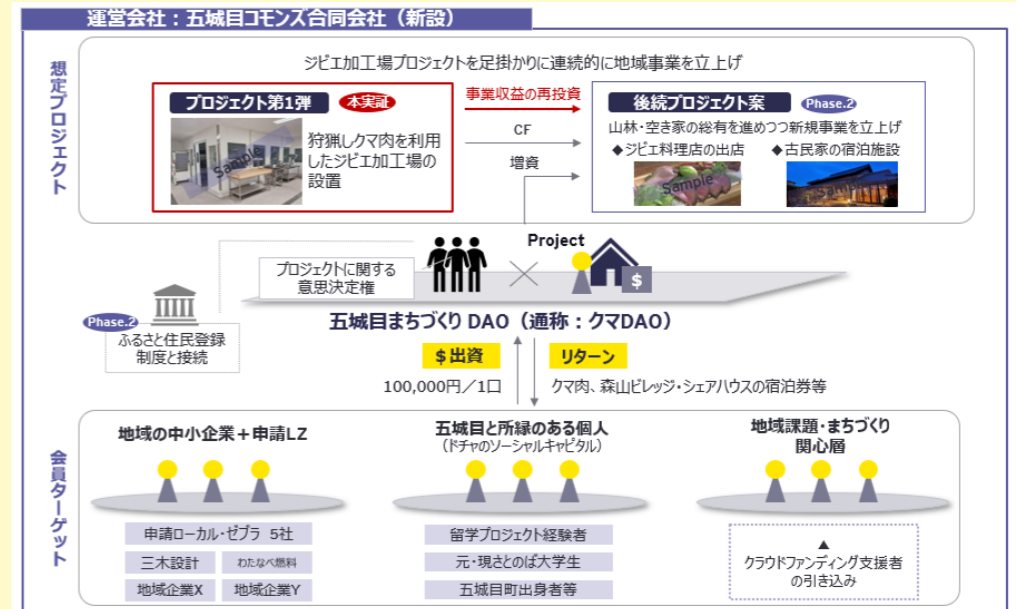 運営会社：五城目コモンズ合同会社（新設）
想定プロジェクト
ジビエ加工場プロジェクトを足掛かりに連続的に地域事業を立上げ
プロジェクト第1弾
本実証
Sample
狩猟しクマ肉を利用
したジビエ加工場の
設置
事業収益の再投資
CF
増資
後続プロジェクト案
Phase.2
山林・空き家の総有を進めつつ新規事業を立上げ
◆ジビエ料理店の出店
◆古民家の宿泊施設
Sample
Sample
プロジェクトに関する
意思決定権
Project
$
Phase.2
ふるさと住民登録
制度と接続
五城目まちづくり DAO（通称：クマDAO）
$出資
リターン
100,000円／1口
クマ肉、森山ビレッジ・シェアハウスの宿泊券等
会員ターゲット
地域の中小企業＋申請LZ
申請ローカル・ゼブラ 5社
三木設計
わたなべ燃料
地域企業X
地域企業Y
五城目と所縁のある個人
（ドチャのソーシャルキャピタル）
留学プロジェクト経験者
元・現さとのば大学生
五城目町出身者等
地域課題・まちづくり
関心層
▲
クラウドファンディング支援者
の引き込み